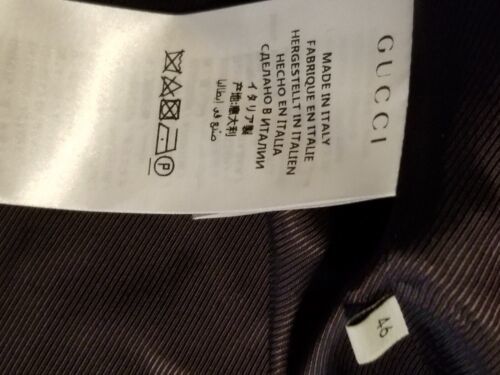 GUCCI
MADE IN ITALY
FABRIQUE EN ITALIE
HERGESTELLT IN ITALIEN
HECHO EN ITALIA
СДЕЛАНО В ИТАЛИИ
イタリア製
产地:意大利
صنع في إيطاليا
P
46